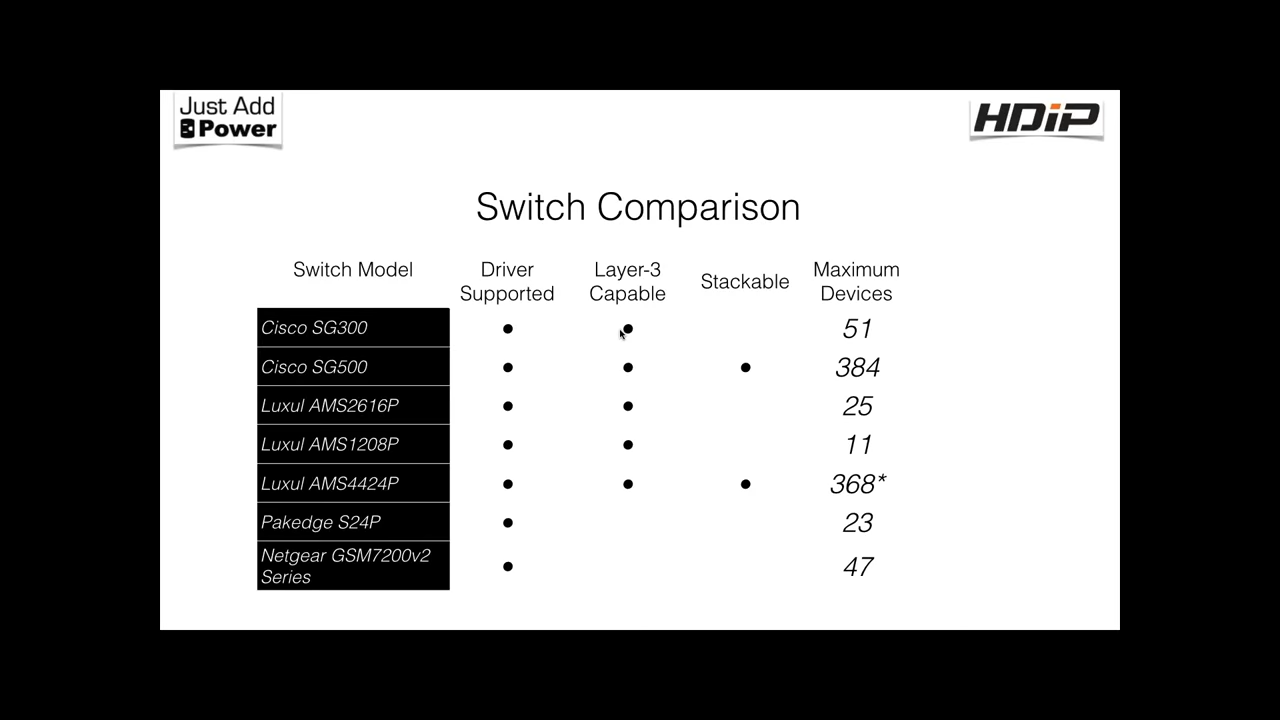 Just Add
Power
HDiP
Switch Comparison
Switch Model
Driver
Supported
Layer-3
Capable
Stackable
Maximum
Devices
Cisco SG300 ● ● 51
Cisco SG500 ● ● ● 384
Luxul AMS2616P ● ● 25
Luxul AMS1208P ● ● 11
Luxul AMS4424P ● ● ● 368*
Pakedge S24P ● 23
Netgear GSM7200v2
Series ● 47